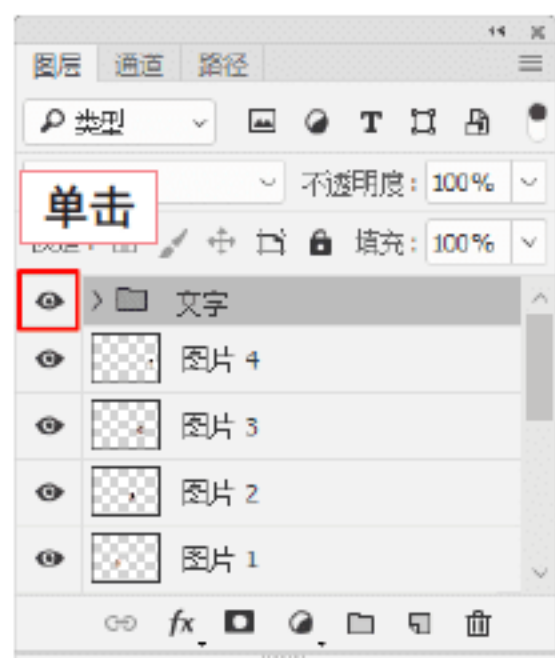 图层 通道 路径
类型 T
不透明度: 100%
单击
填充: 100%
文字
图片 4
图片 3
图片 2
图片 1
fx